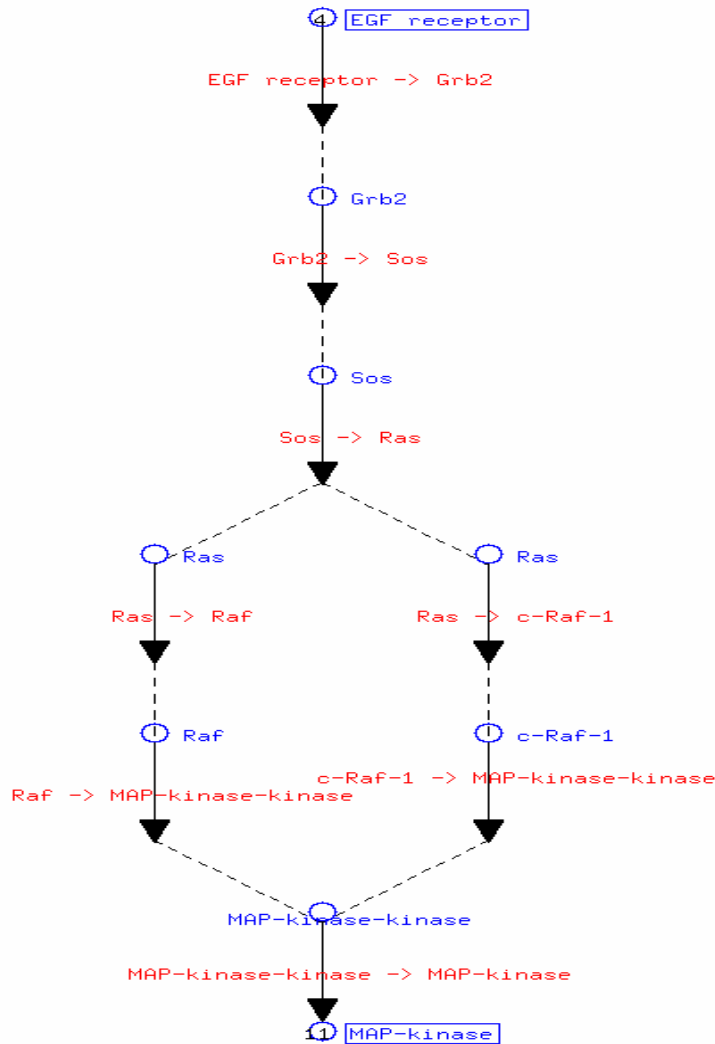 4 EGF receptor
EGF receptor -> Grb2
Grb2
Grb2 -> Sos
Sos
Sos -> Ras
Ras Ras
Ras -> Raf Ras -> c-Raf-1
Raf c-Raf-1
c-Raf-1 -> MAP-kinase-kinase
Raf -> MAP-kinase-kinase
MAP-kinase-kinase
MAP-kinase-kinase -> MAP-kinase
11 MAP-kinase